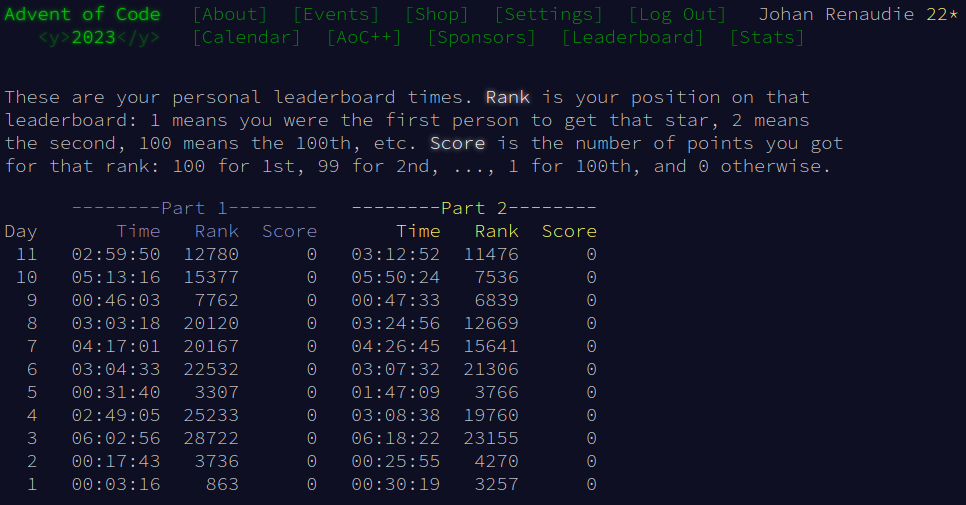 Advent of Code [About] [Events] [Shop] [Settings] [Log Out] Johan Renaudie 22*
<y>2023</y> [Calendar] [AoC++] [Sponsors] [Leaderboard] [Stats]
These are your personal leaderboard times. Rank is your position on that
leaderboard: 1 means you were the first person to get that star, 2 means
the second, 100 means the 100th, etc. Score is the number of points you got
for that rank: 100 for 1st, 99 for 2nd, ..., 1 for 100th, and 0 otherwise.
--------Part 1-------- --------Part 2--------
Day Time Rank Score Time Rank Score
11 02:59:50 12780 0 03:12:52 11476 0
10 05:13:16 15377 0 05:50:24 7536 0
9 00:46:03 7762 0 00:47:33 6839 0
8 03:03:18 20120 0 03:24:56 12669 0
7 04:17:01 20167 0 04:26:45 15641 0
6 03:04:33 22532 0 03:07:32 21306 0
5 00:31:40 3307 0 01:47:09 3766 0
4 02:49:05 25233 0 03:08:38 19760 0
3 06:02:56 28722 0 06:18:22 23155 0
2 00:17:43 3736 0 00:25:55 4270 0
1 00:03:16 863 0 00:30:19 3257 0